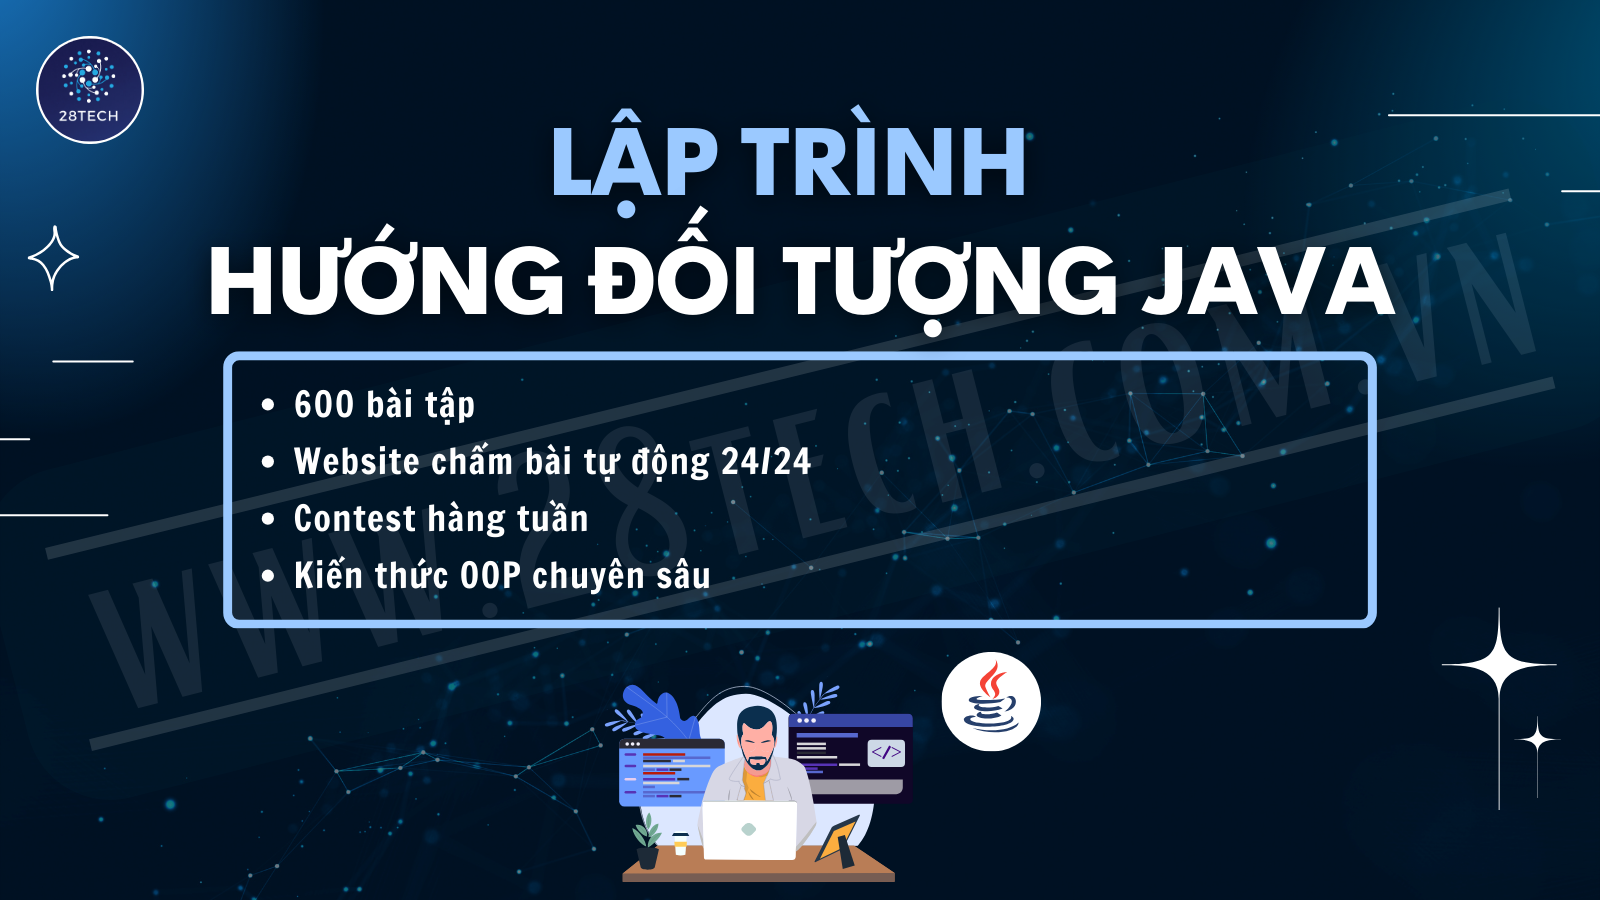 28TECH
LẬP TRÌNH
HƯỚNG ĐỐI TƯỢNG JAVA
600 bài tập
Website chấm bài tự động 24/24
Contest hàng tuần
Kiến thức OOP chuyên sâu
WWW.28TECH.COM.VN
</>